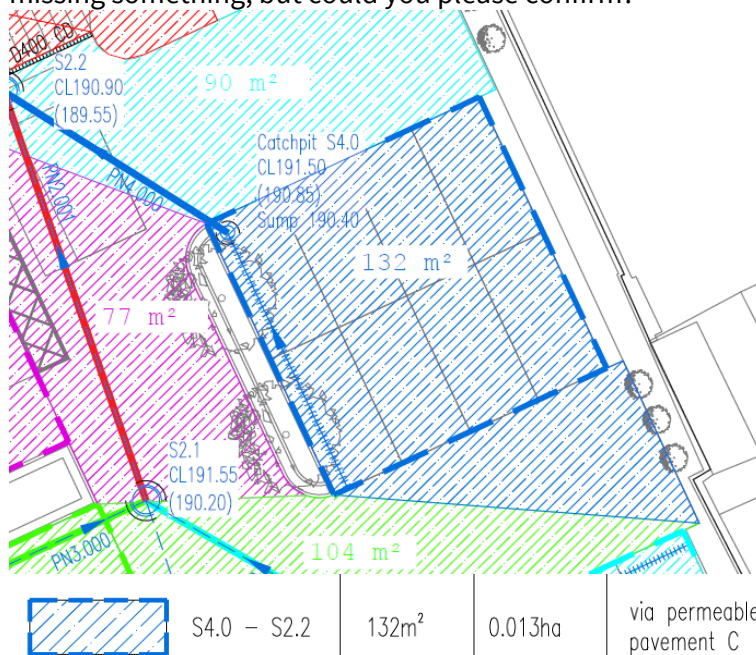 missing something, but could you please confirm?
D400 CD
S2.2
CL190.90
(189.55)
90 m²
Catchpit S4.0
CL191.50
(190.85)
Sump 190.40
PN4.000
PN2.001
132 m²
77 m²
S2.1
CL191.55
(190.20)
PN3.000
104 m²
S4.0 – S2.2 132m² 0.013ha via permeable
pavement C